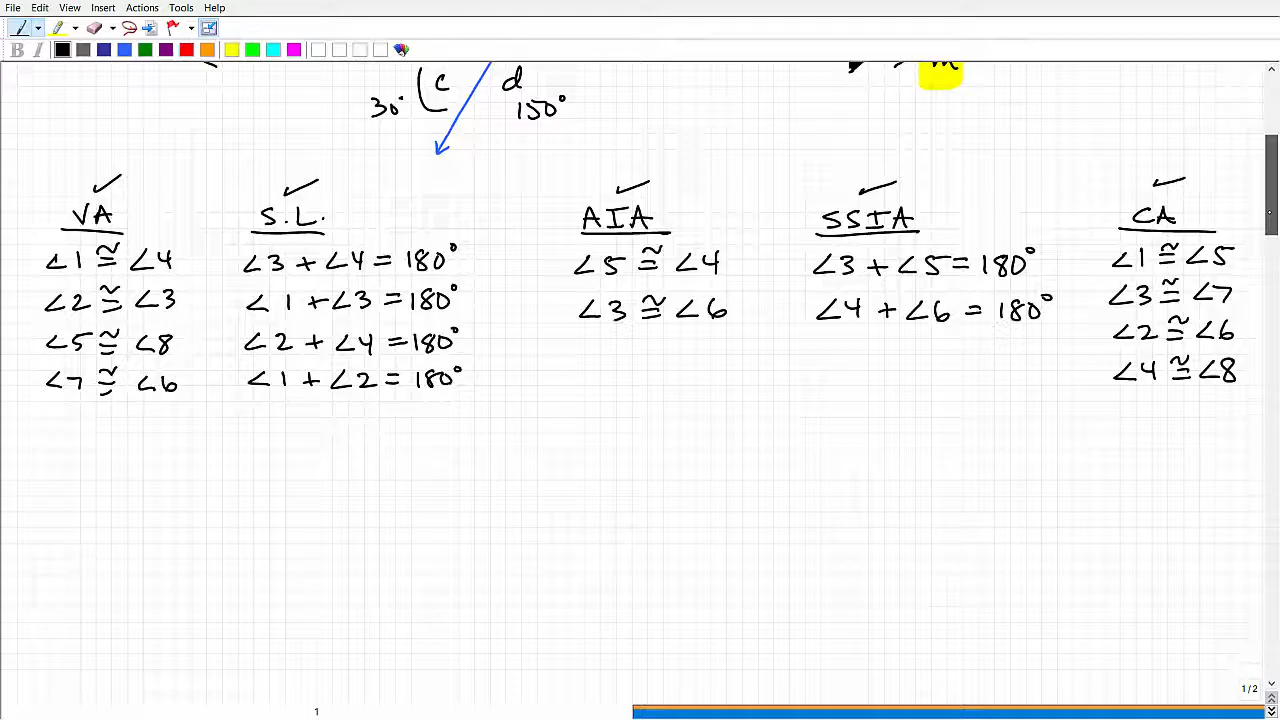 File Edit View Insert Actions Tools Help
B I
c d m
30° 150°
VA
∠1 ≅ ∠4
∠2 ≅ ∠3
∠5 ≅ ∠8
∠7 ≅ ∠6
S.L.
∠3 + ∠4 = 180°
∠1 + ∠3 = 180°
∠2 + ∠4 = 180°
∠1 + ∠2 = 180°
AIA
∠5 ≅ ∠4
∠3 ≅ ∠6
SSIA
∠3 + ∠5 = 180°
∠4 + ∠6 = 180°
CA
∠1 ≅ ∠5
∠3 ≅ ∠7
∠2 ≅ ∠6
∠4 ≅ ∠8
1/2
1